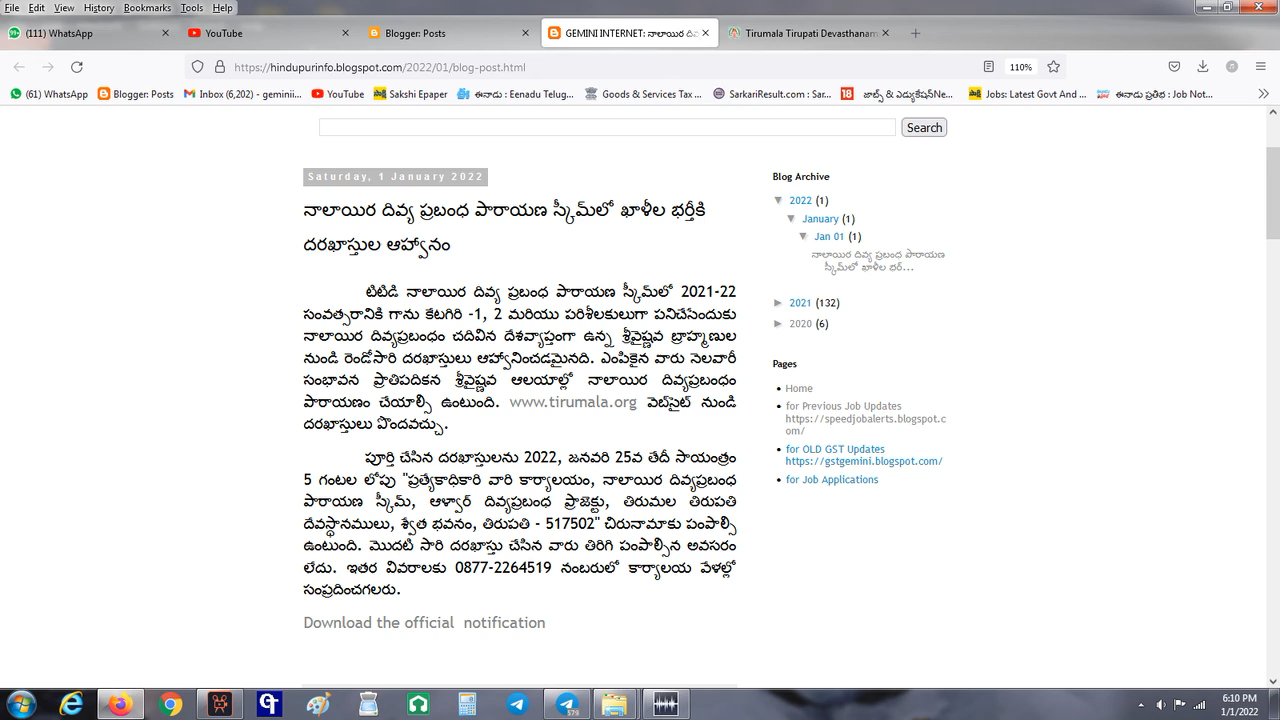 File Edit View History Bookmarks Tools Help
(111) WhatsApp × YouTube × Blogger: Posts × GEMINI INTERNET: నాలాయిర దివ × Tirumala Tirupati Devasthanam × +
https://hindupurinfo.blogspot.com/2022/01/blog-post.html 110%
(61) WhatsApp Blogger: Posts Inbox (6,202) - geminii... YouTube Sakshi Epaper ఈనాడు : Eenadu Telug... Goods & Services Tax ... SarkariResult.com : Sar... జాబ్స్ & ఎడ్యుకేషన్Ne... Jobs: Latest Govt And ... ఈనాడు ప్రతిభ : Job Not...
Search
Saturday, 1 January 2022
నాలాయిర దివ్య ప్రబంధ పారాయణ స్కీమ్‌లో ఖాళీల భర్తీకి
దరఖాస్తుల ఆహ్వానం
టిటిడి నాలాయిర దివ్య ప్రబంధ పారాయణ స్కీమ్‌లో 2021-22
సంవత్సరానికి గాను కేటగిరి -1, 2 మరియు పరిశీలకులుగా పనిచేసేందుకు
నాలాయిర దివ్యప్రబంధం చదివిన దేశవ్యాప్తంగా ఉన్న శ్రీవైష్ణవ బ్రాహ్మణుల
నుండి రెండోసారి దరఖాస్తులు ఆహ్వానించడమైనది. ఎంపికైన వారు నెలవారీ
సంభావన ప్రాతిపదికన శ్రీవైష్ణవ ఆలయాల్లో నాలాయిర దివ్యప్రబంధం
పారాయణం చేయాల్సి ఉంటుంది. www.tirumala.org వెబ్‌సైట్ నుండి
దరఖాస్తులు పొందవచ్చు.
పూర్తి చేసిన దరఖాస్తులను 2022, జనవరి 25వ తేదీ సాయంత్రం
5 గంటల లోపు "ప్రత్యేకాధికారి వారి కార్యాలయం, నాలాయిర దివ్యప్రబంధ
పారాయణ స్కీమ్, ఆళ్వార్ దివ్యప్రబంధ ప్రాజెక్టు, తిరుమల తిరుపతి
దేవస్థానములు, శ్వేత భవనం, తిరుపతి - 517502" చిరునామాకు పంపాల్సి
ఉంటుంది. మొదటి సారి దరఖాస్తు చేసిన వారు తిరిగి పంపాల్సిన అవసరం
లేదు. ఇతర వివరాలకు 0877-2264519 నంబరులో కార్యాలయ వేళల్లో
సంప్రదించగలరు.
Download the official notification
Blog Archive
▼ 2022 (1)
▼ January (1)
▼ Jan 01 (1)
నాలాయిర దివ్య ప్రబంధ పారాయణ
స్కీమ్‌లో ఖాళీల భర్...
► 2021 (132)
► 2020 (6)
Pages
• Home
• for Previous Job Updates
https://speedjobalerts.blogspot.c
om/
• for OLD GST Updates
https://gstgemini.blogspot.com/
• for Job Applications
6:10 PM
1/1/2022